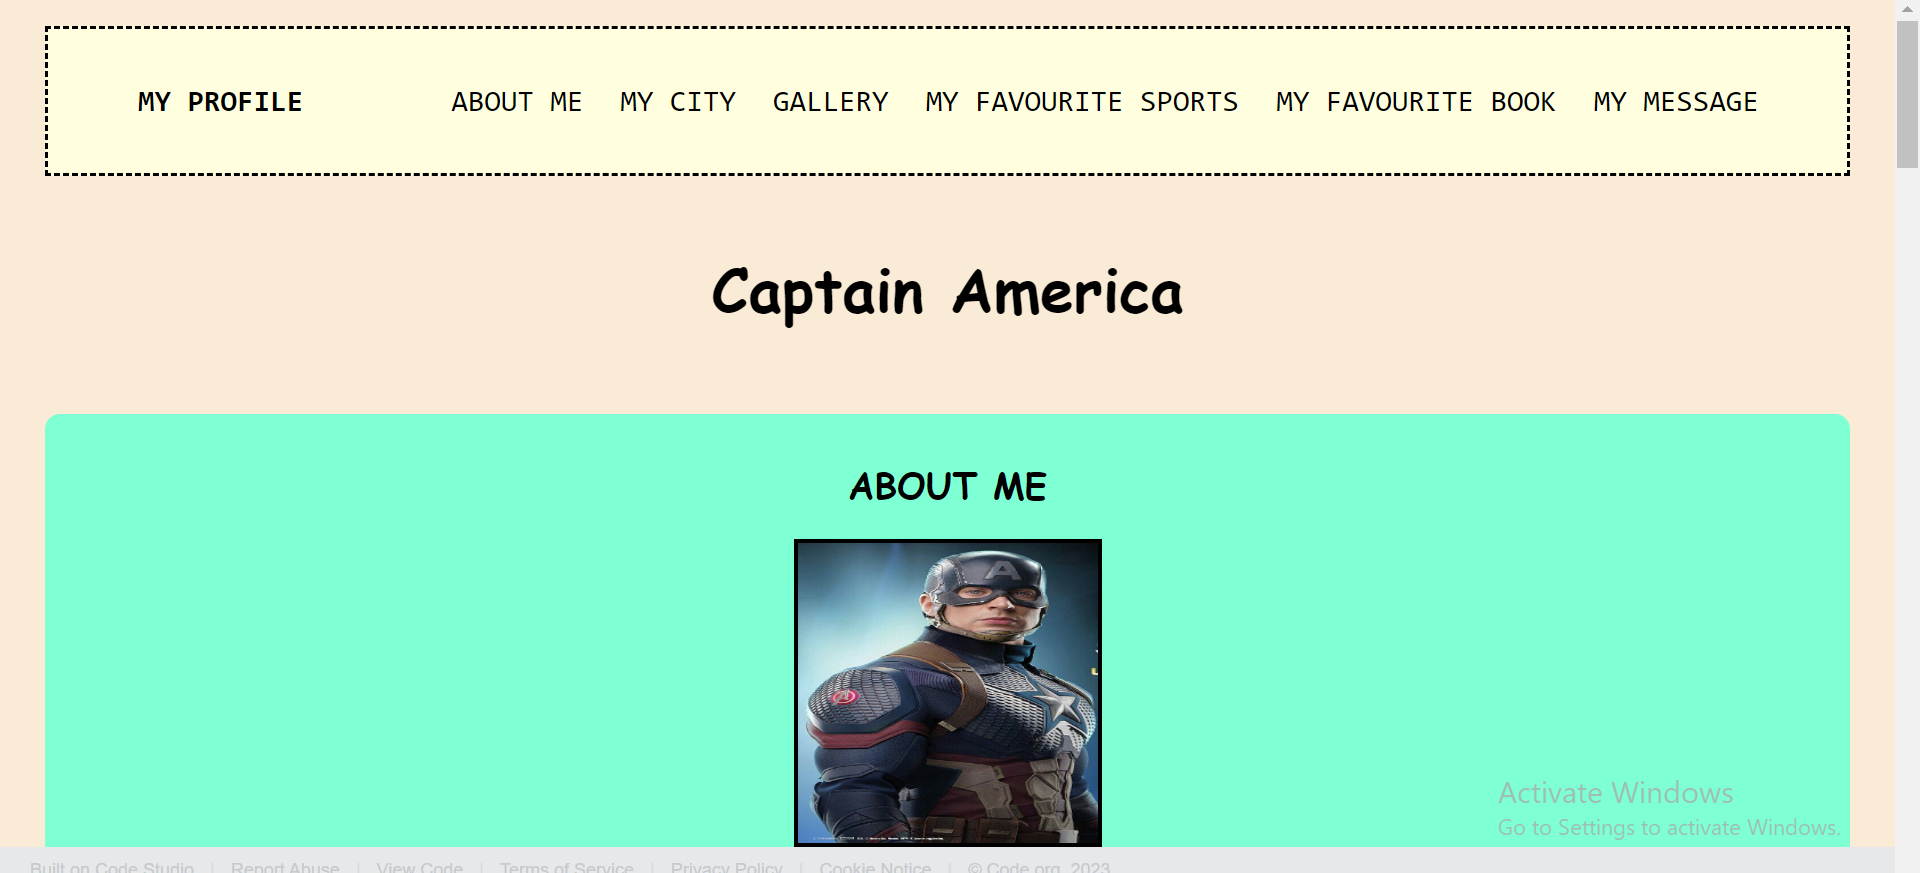 MY PROFILE ABOUT ME MY CITY GALLERY MY FAVOURITE SPORTS MY FAVOURITE BOOK MY MESSAGE
Captain America
ABOUT ME
A
Activate Windows
Go to Settings to activate Windows.
Built on Code Studio | Report Abuse | View Code | Terms of Service | Privacy Policy | Cookie Notice | © Code.org, 2023